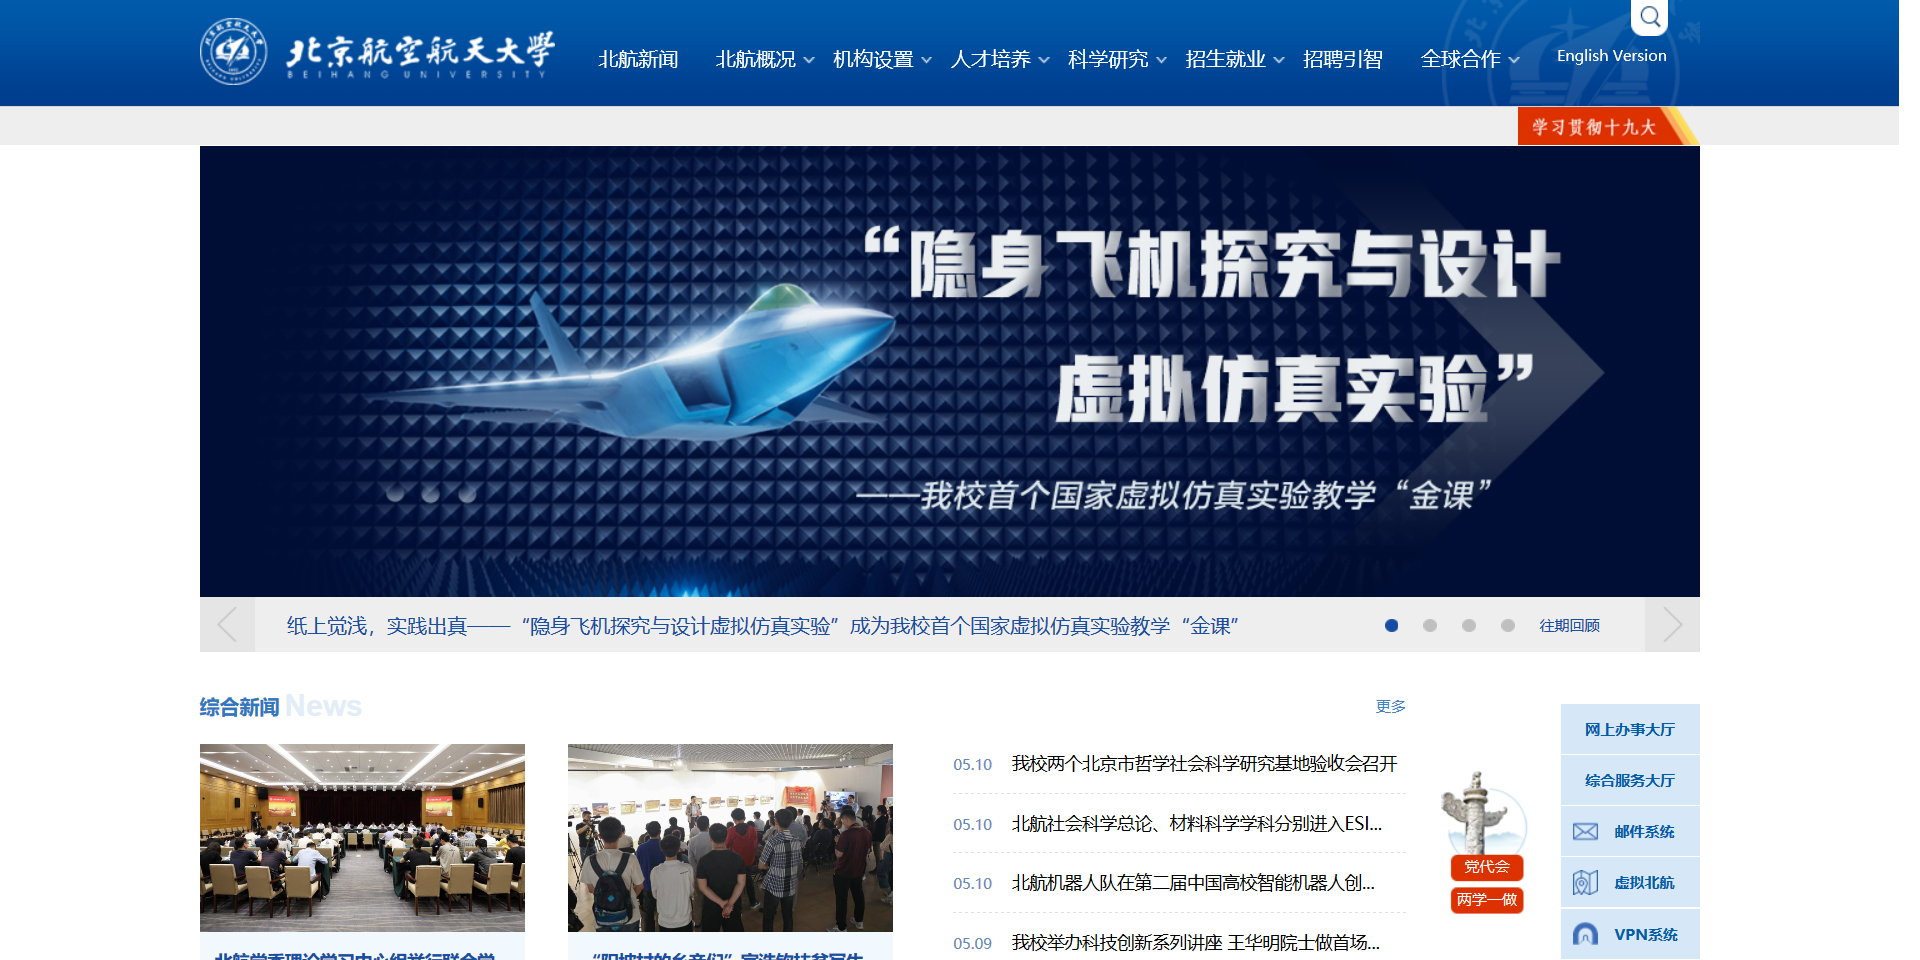 北京航空航天大学
BEIHANG UNIVERSITY
北航新闻 北航概况 机构设置 人才培养 科学研究 招生就业 招聘引智 全球合作
English Version
学习贯彻十九大
“隐身飞机探究与设计
虚拟仿真实验”
——我校首个国家虚拟仿真实验教学“金课”
纸上觉浅，实践出真——“隐身飞机探究与设计虚拟仿真实验”成为我校首个国家虚拟仿真实验教学“金课”
往期回顾
综合新闻 News
更多
05.10 我校两个北京市哲学社会科学研究基地验收会召开
05.10 北航社会科学总论、材料科学学科分别进入ESI...
05.10 北航机器人队在第二届中国高校智能机器人创...
05.09 我校举办科技创新系列讲座 王华明院士做首场...
党代会
两学一做
网上办事大厅
综合服务大厅
邮件系统
虚拟北航
VPN系统